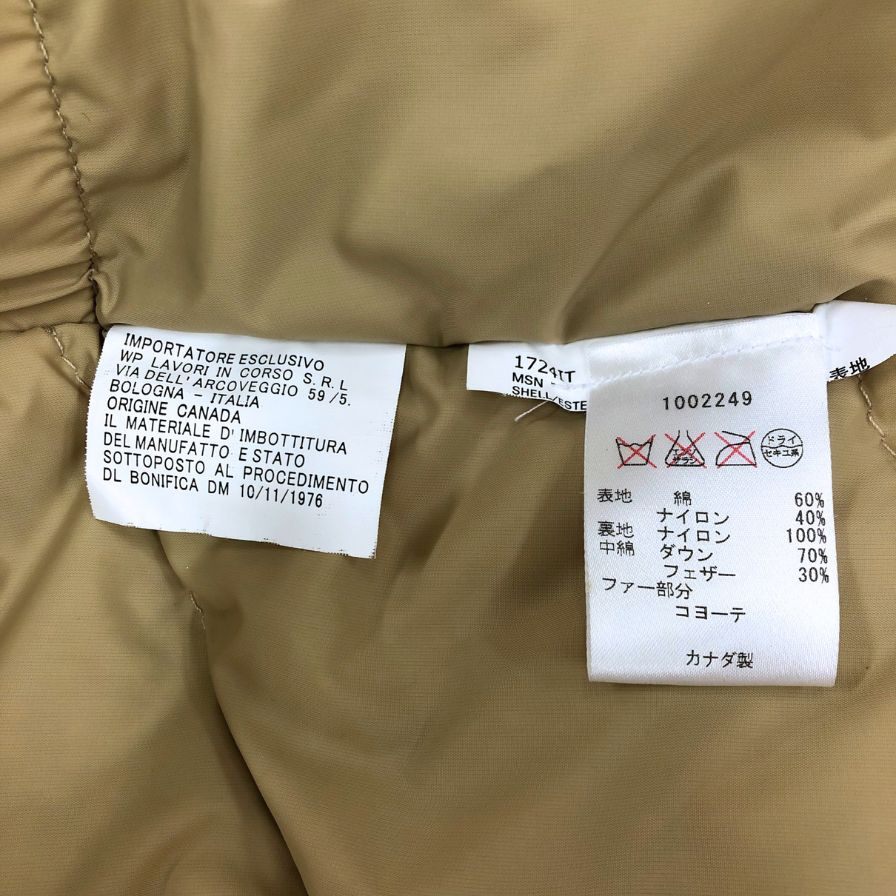 IMPORTATORE ESCLUSIVO
WP LAVORI IN CORSO S.R.L
VIA DELL'ARCOVEGGIO 59/5.
BOLOGNA - ITALIA
ORIGINE CANADA
IL MATERIALE D'IMBOTTITURA
DEL MANUFATTO E STATO
SOTTOPOSTO AL PROCEDIMENTO
DL BONIFICA DM 10/11/1976
MSN -
SHELL/ESTE
表地
1002249
ドライ
セキユ系
表地 綿 60%
ナイロン 40%
裏地 ナイロン 100%
中綿 ダウン 70%
フェザー 30%
ファー部分
コヨーテ
カナダ製